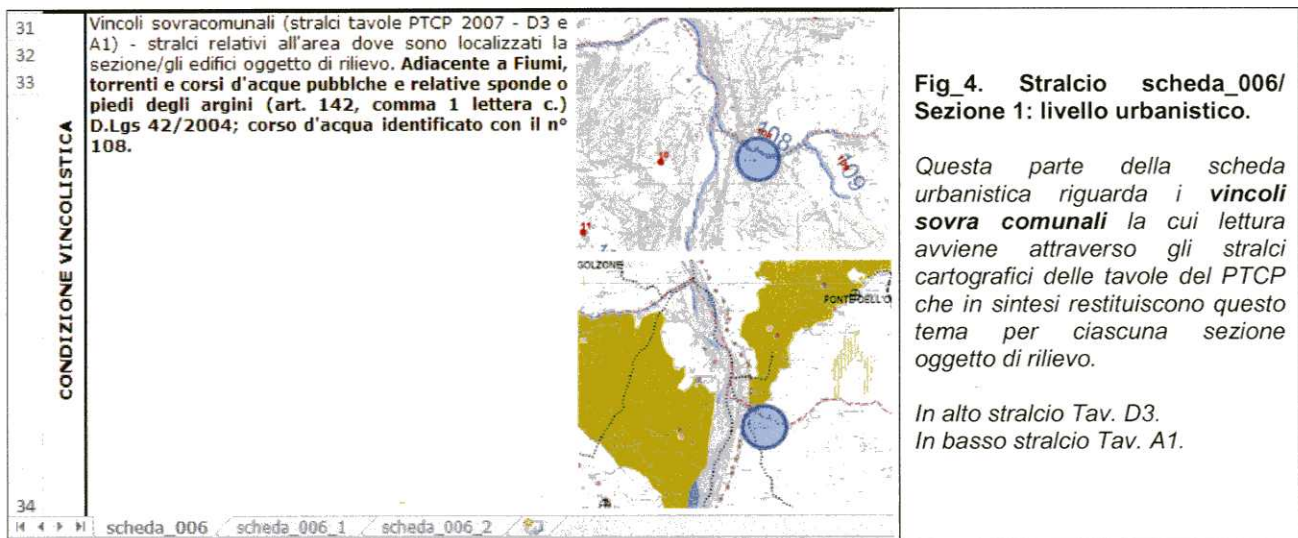 31
32
33
34
CONDIZIONE VINCOLISTICA
Vincoli sovracomunali (stralci tavole PTCP 2007 - D3 e
A1) - stralci relativi all'area dove sono localizzati la
sezione/gli edifici oggetto di rilievo. Adiacente a Fiumi,
torrenti e corsi d'acque pubblche e relative sponde o
piedi degli argini (art. 142, comma 1 lettera c.)
D.Lgs 42/2004; corso d'acqua identificato con il n°
108.
108
109
10
11
GOLZONE
PONTE DELL'O
scheda_006
scheda_006_1
scheda_006_2
Fig_4. Stralcio scheda_006/
Sezione 1: livello urbanistico.
Questa parte della scheda
urbanistica riguarda i vincoli
sovra comunali la cui lettura
avviene attraverso gli stralci
cartografici delle tavole del PTCP
che in sintesi restituiscono questo
tema per ciascuna sezione
oggetto di rilievo.
In alto stralcio Tav. D3.
In basso stralcio Tav. A1.